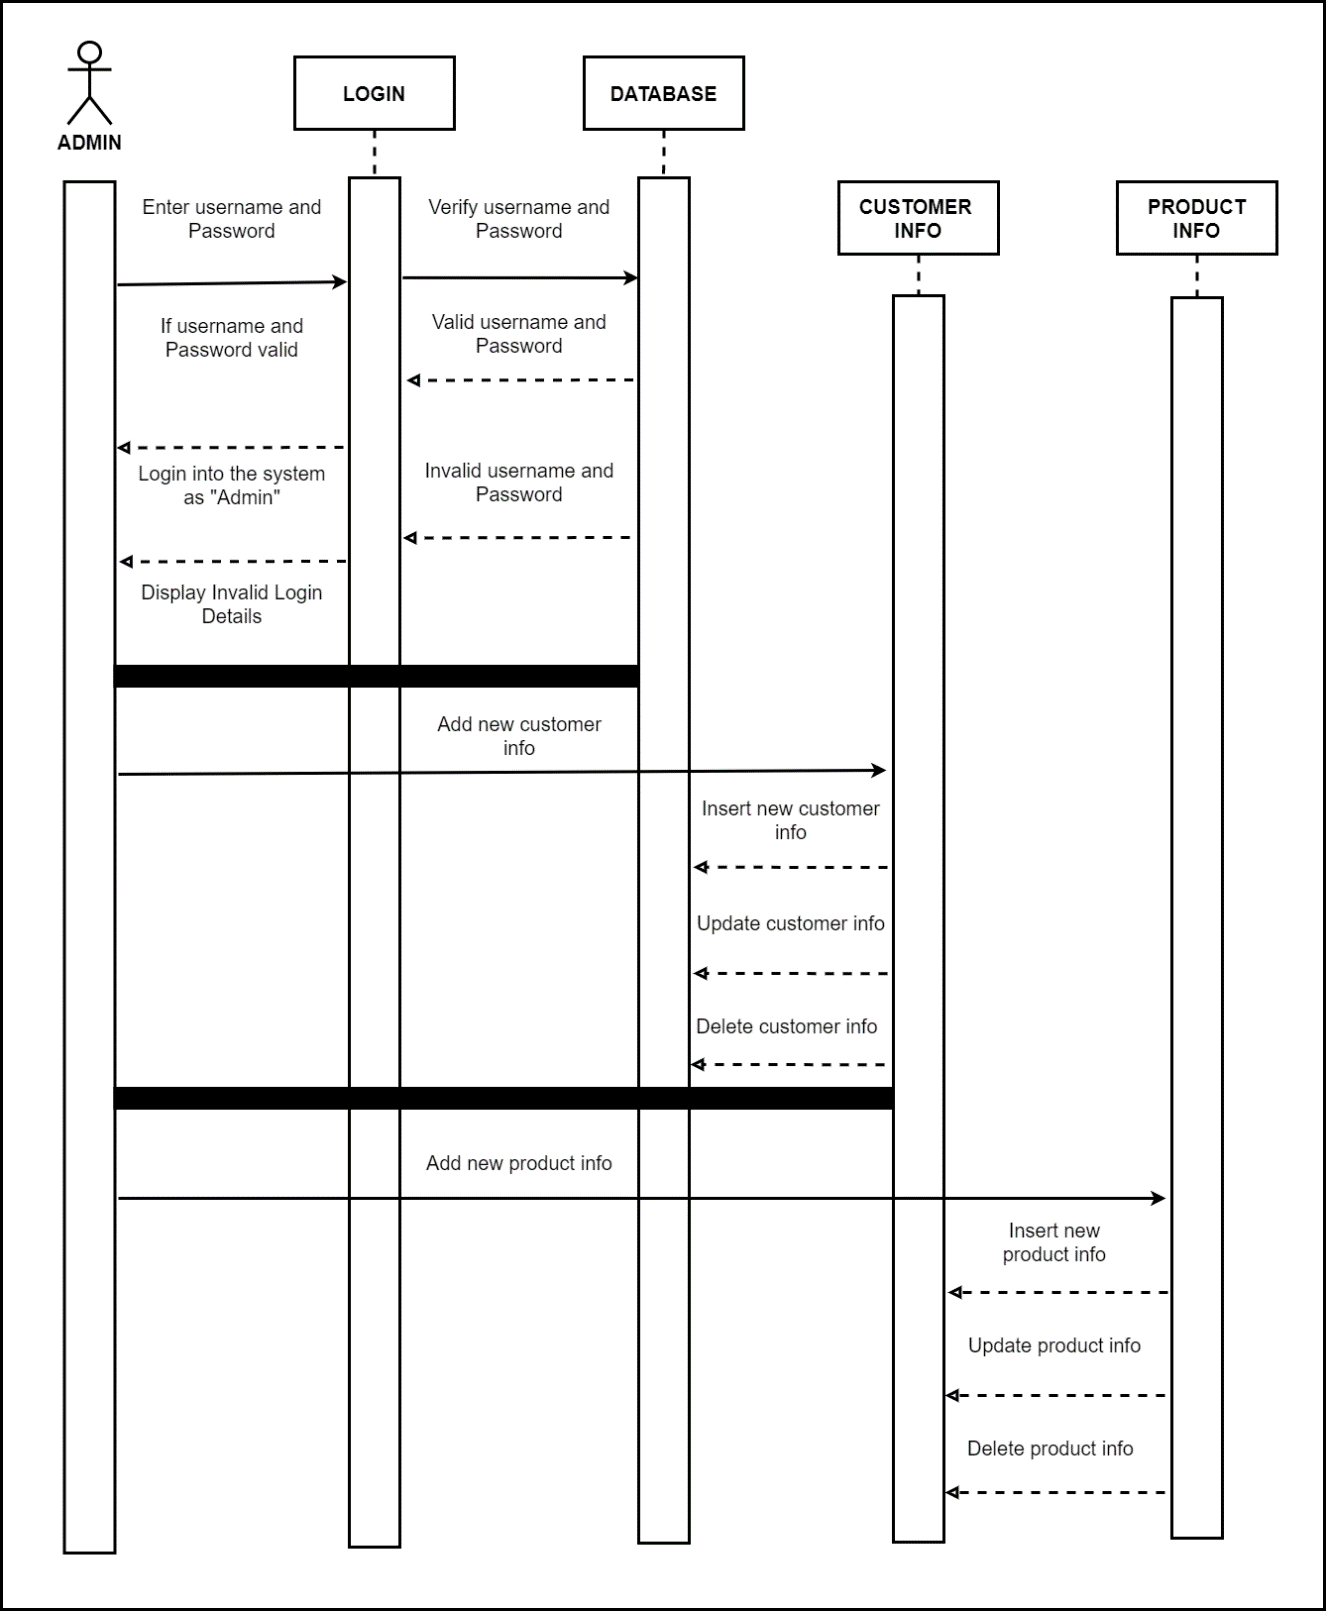 ADMIN
LOGIN
DATABASE
CUSTOMER
INFO
PRODUCT
INFO
Enter username and
Password
Verify username and
Password
If username and
Password valid
Valid username and
Password
Login into the system
as "Admin"
Invalid username and
Password
Display Invalid Login
Details
Add new customer
info
Insert new customer
info
Update customer info
Delete customer info
Add new product info
Insert new
product info
Update product info
Delete product info